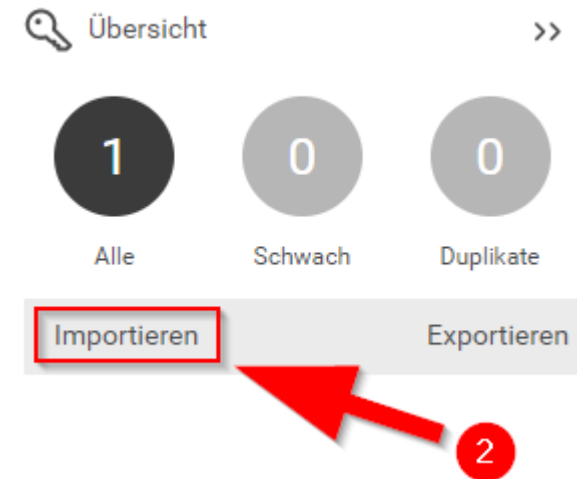 Übersicht >>
1 0 0
Alle Schwach Duplikate
Importieren Exportieren
2